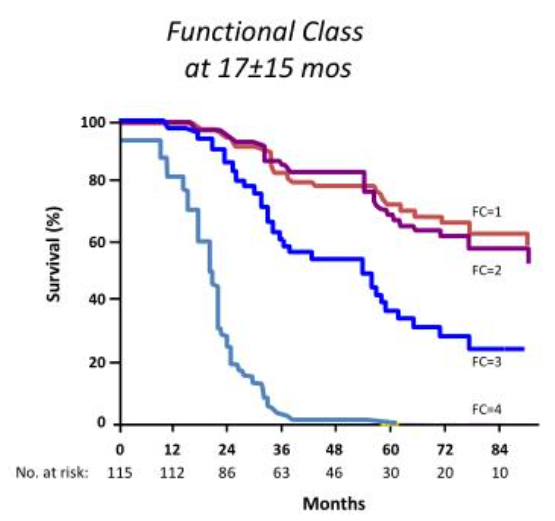 Functional Class
at 17±15 mos
Survival (%)
100
80
60
40
20
0
FC=1
FC=2
FC=3
FC=4
0 12 24 36 48 60 72 84
No. at risk: 115 112 86 63 46 30 20 10
Months